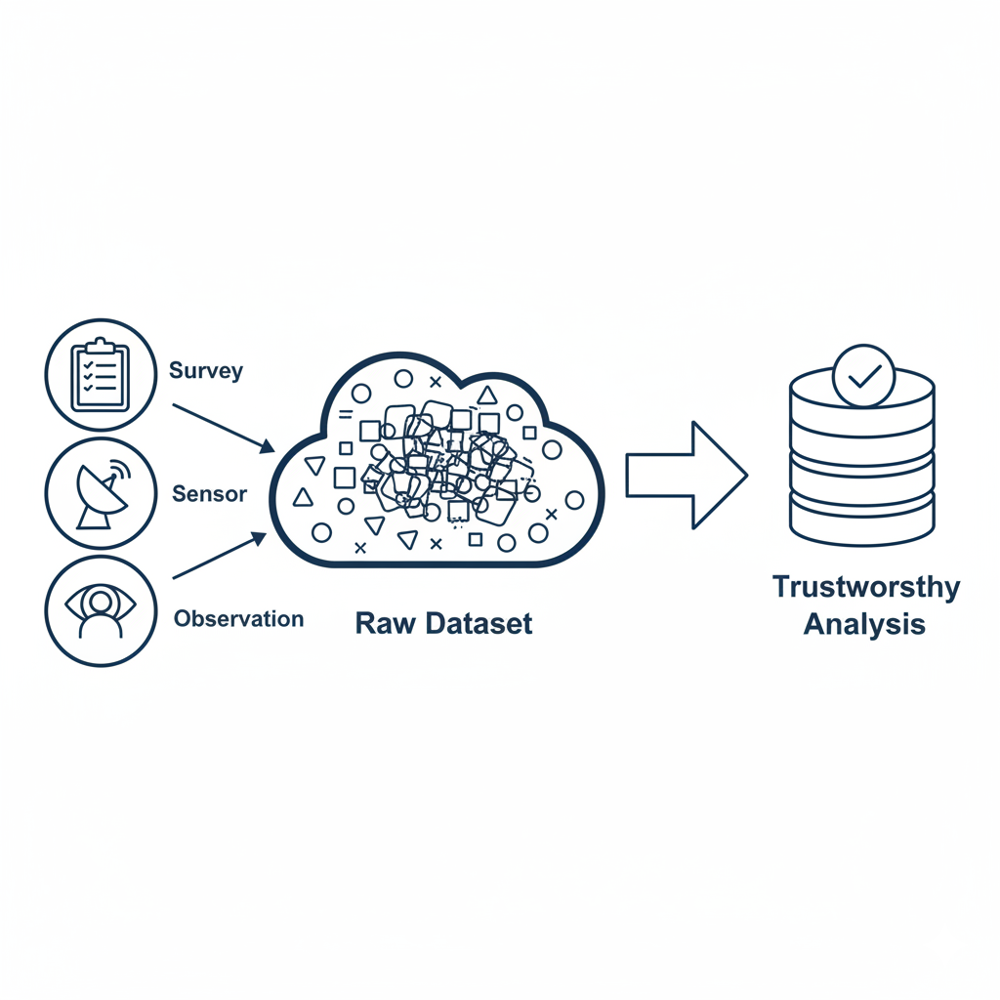 Survey
Sensor
Observation
Raw Dataset
Trustworsthy
Analysis